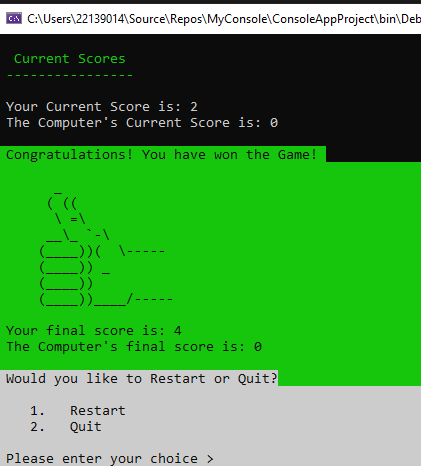 C:\Users\22139014\Source\Repos\MyConsole\ConsoleAppProject\bin\Deb
Current Scores
----------------
Your Current Score is: 2
The Computer's Current Score is: 0
Congratulations! You have won the Game!
    _
   ( ((
    \ =\
   __\_ `-\
  (____))(  \-----
  (____)) _
  (____))
  (____))____/-----
Your final score is: 4
The Computer's final score is: 0
Would you like to Restart or Quit?
1.   Restart
2.   Quit
Please enter your choice >